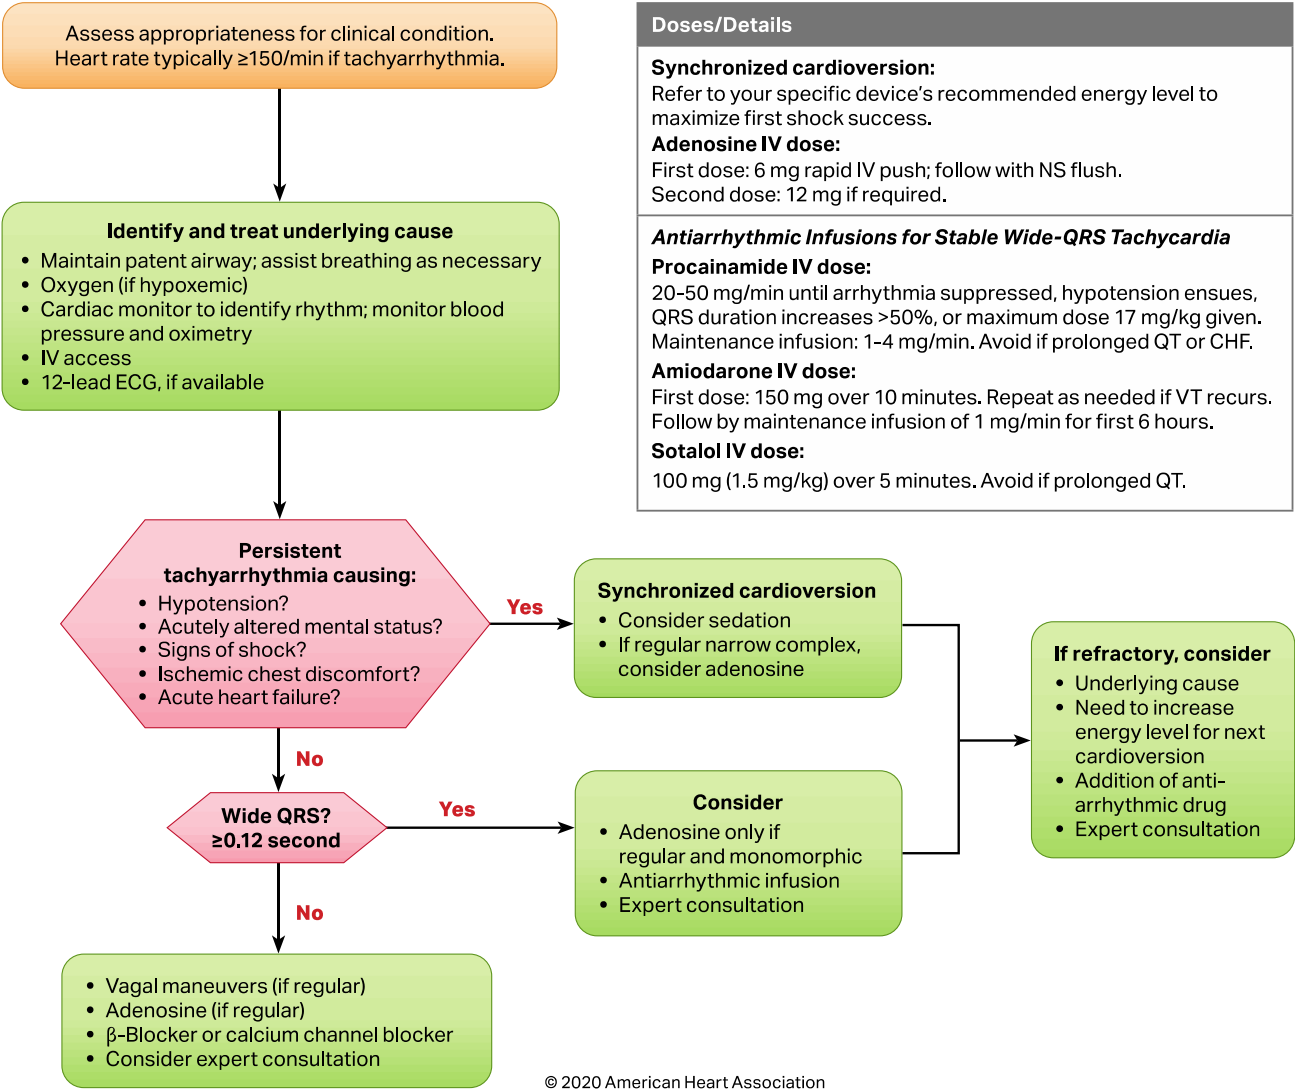 Assess appropriateness for clinical condition.
Heart rate typically ≥150/min if tachyarrhythmia.
Identify and treat underlying cause
• Maintain patent airway; assist breathing as necessary
• Oxygen (if hypoxemic)
• Cardiac monitor to identify rhythm; monitor blood
pressure and oximetry
• IV access
• 12-lead ECG, if available
Persistent
tachyarrhythmia causing:
• Hypotension?
• Acutely altered mental status?
• Signs of shock?
• Ischemic chest discomfort?
• Acute heart failure?
Yes
Synchronized cardioversion
• Consider sedation
• If regular narrow complex,
consider adenosine
No
Wide QRS?
≥0.12 second
Yes
Consider
• Adenosine only if
regular and monomorphic
• Antiarrhythmic infusion
• Expert consultation
If refractory, consider
• Underlying cause
• Need to increase
energy level for next
cardioversion
• Addition of anti-
arrhythmic drug
• Expert consultation
No
• Vagal maneuvers (if regular)
• Adenosine (if regular)
• β-Blocker or calcium channel blocker
• Consider expert consultation
Doses/Details
Synchronized cardioversion:
Refer to your specific device's recommended energy level to
maximize first shock success.
Adenosine IV dose:
First dose: 6 mg rapid IV push; follow with NS flush.
Second dose: 12 mg if required.
Antiarrhythmic Infusions for Stable Wide-QRS Tachycardia
Procainamide IV dose:
20-50 mg/min until arrhythmia suppressed, hypotension ensues,
QRS duration increases >50%, or maximum dose 17 mg/kg given.
Maintenance infusion: 1-4 mg/min. Avoid if prolonged QT or CHF.
Amiodarone IV dose:
First dose: 150 mg over 10 minutes. Repeat as needed if VT recurs.
Follow by maintenance infusion of 1 mg/min for first 6 hours.
Sotalol IV dose:
100 mg (1.5 mg/kg) over 5 minutes. Avoid if prolonged QT.
© 2020 American Heart Association